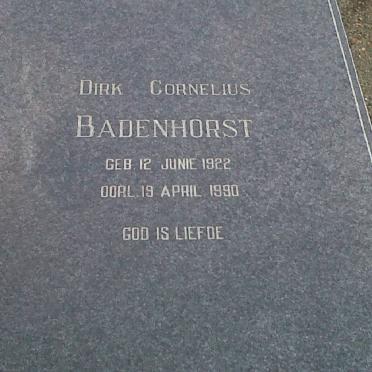 Dirk Cornelius
Badenhorst
GEB. 12 JUNIE 1922
OORL. 19 APRIL 1990
GOD IS LIEFDE